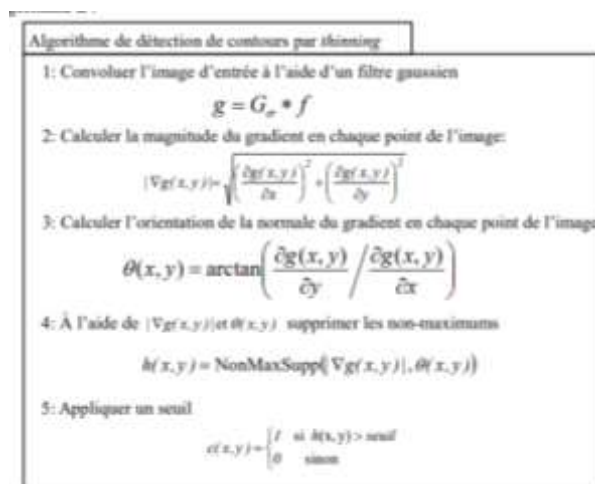 Algorithme de détection de contours par thinning
1: Convoluer l'image d'entrée à l'aide d'un filtre gaussien
g = G_σ * f
2: Calculer la magnitude du gradient en chaque point de l'image:
|∇g(x,y)|= √((∂g(x,y)/∂x)² + (∂g(x,y)/∂y)²)
3: Calculer l'orientation de la normale du gradient en chaque point de l'image
θ(x,y) = arctan(∂g(x,y)/∂y / ∂g(x,y)/∂x)
4: À l'aide de |∇g(x,y)| et θ(x,y) supprimer les non-maximums
h(x,y) = NonMaxSupp(|∇g(x,y)|, θ(x,y))
5: Appliquer un seuil
c(x,y) = {1 si h(x,y) > seuil
0 sinon